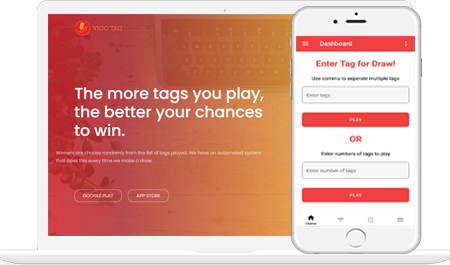 VIGO TAG
The more tags you play,
the better your chances
to win.
Winners are choose randomly from the list of tags played. We have an automated system
that does this every time we make a draw.
GOOGLE PLAY
APP STORE
Dashboard
Enter Tag for Draw!
Use comma to seperate multiple tags
Enter tags
PLAY
OR
Enter numbers of tags to play
Enter number of tags
PLAY
Home